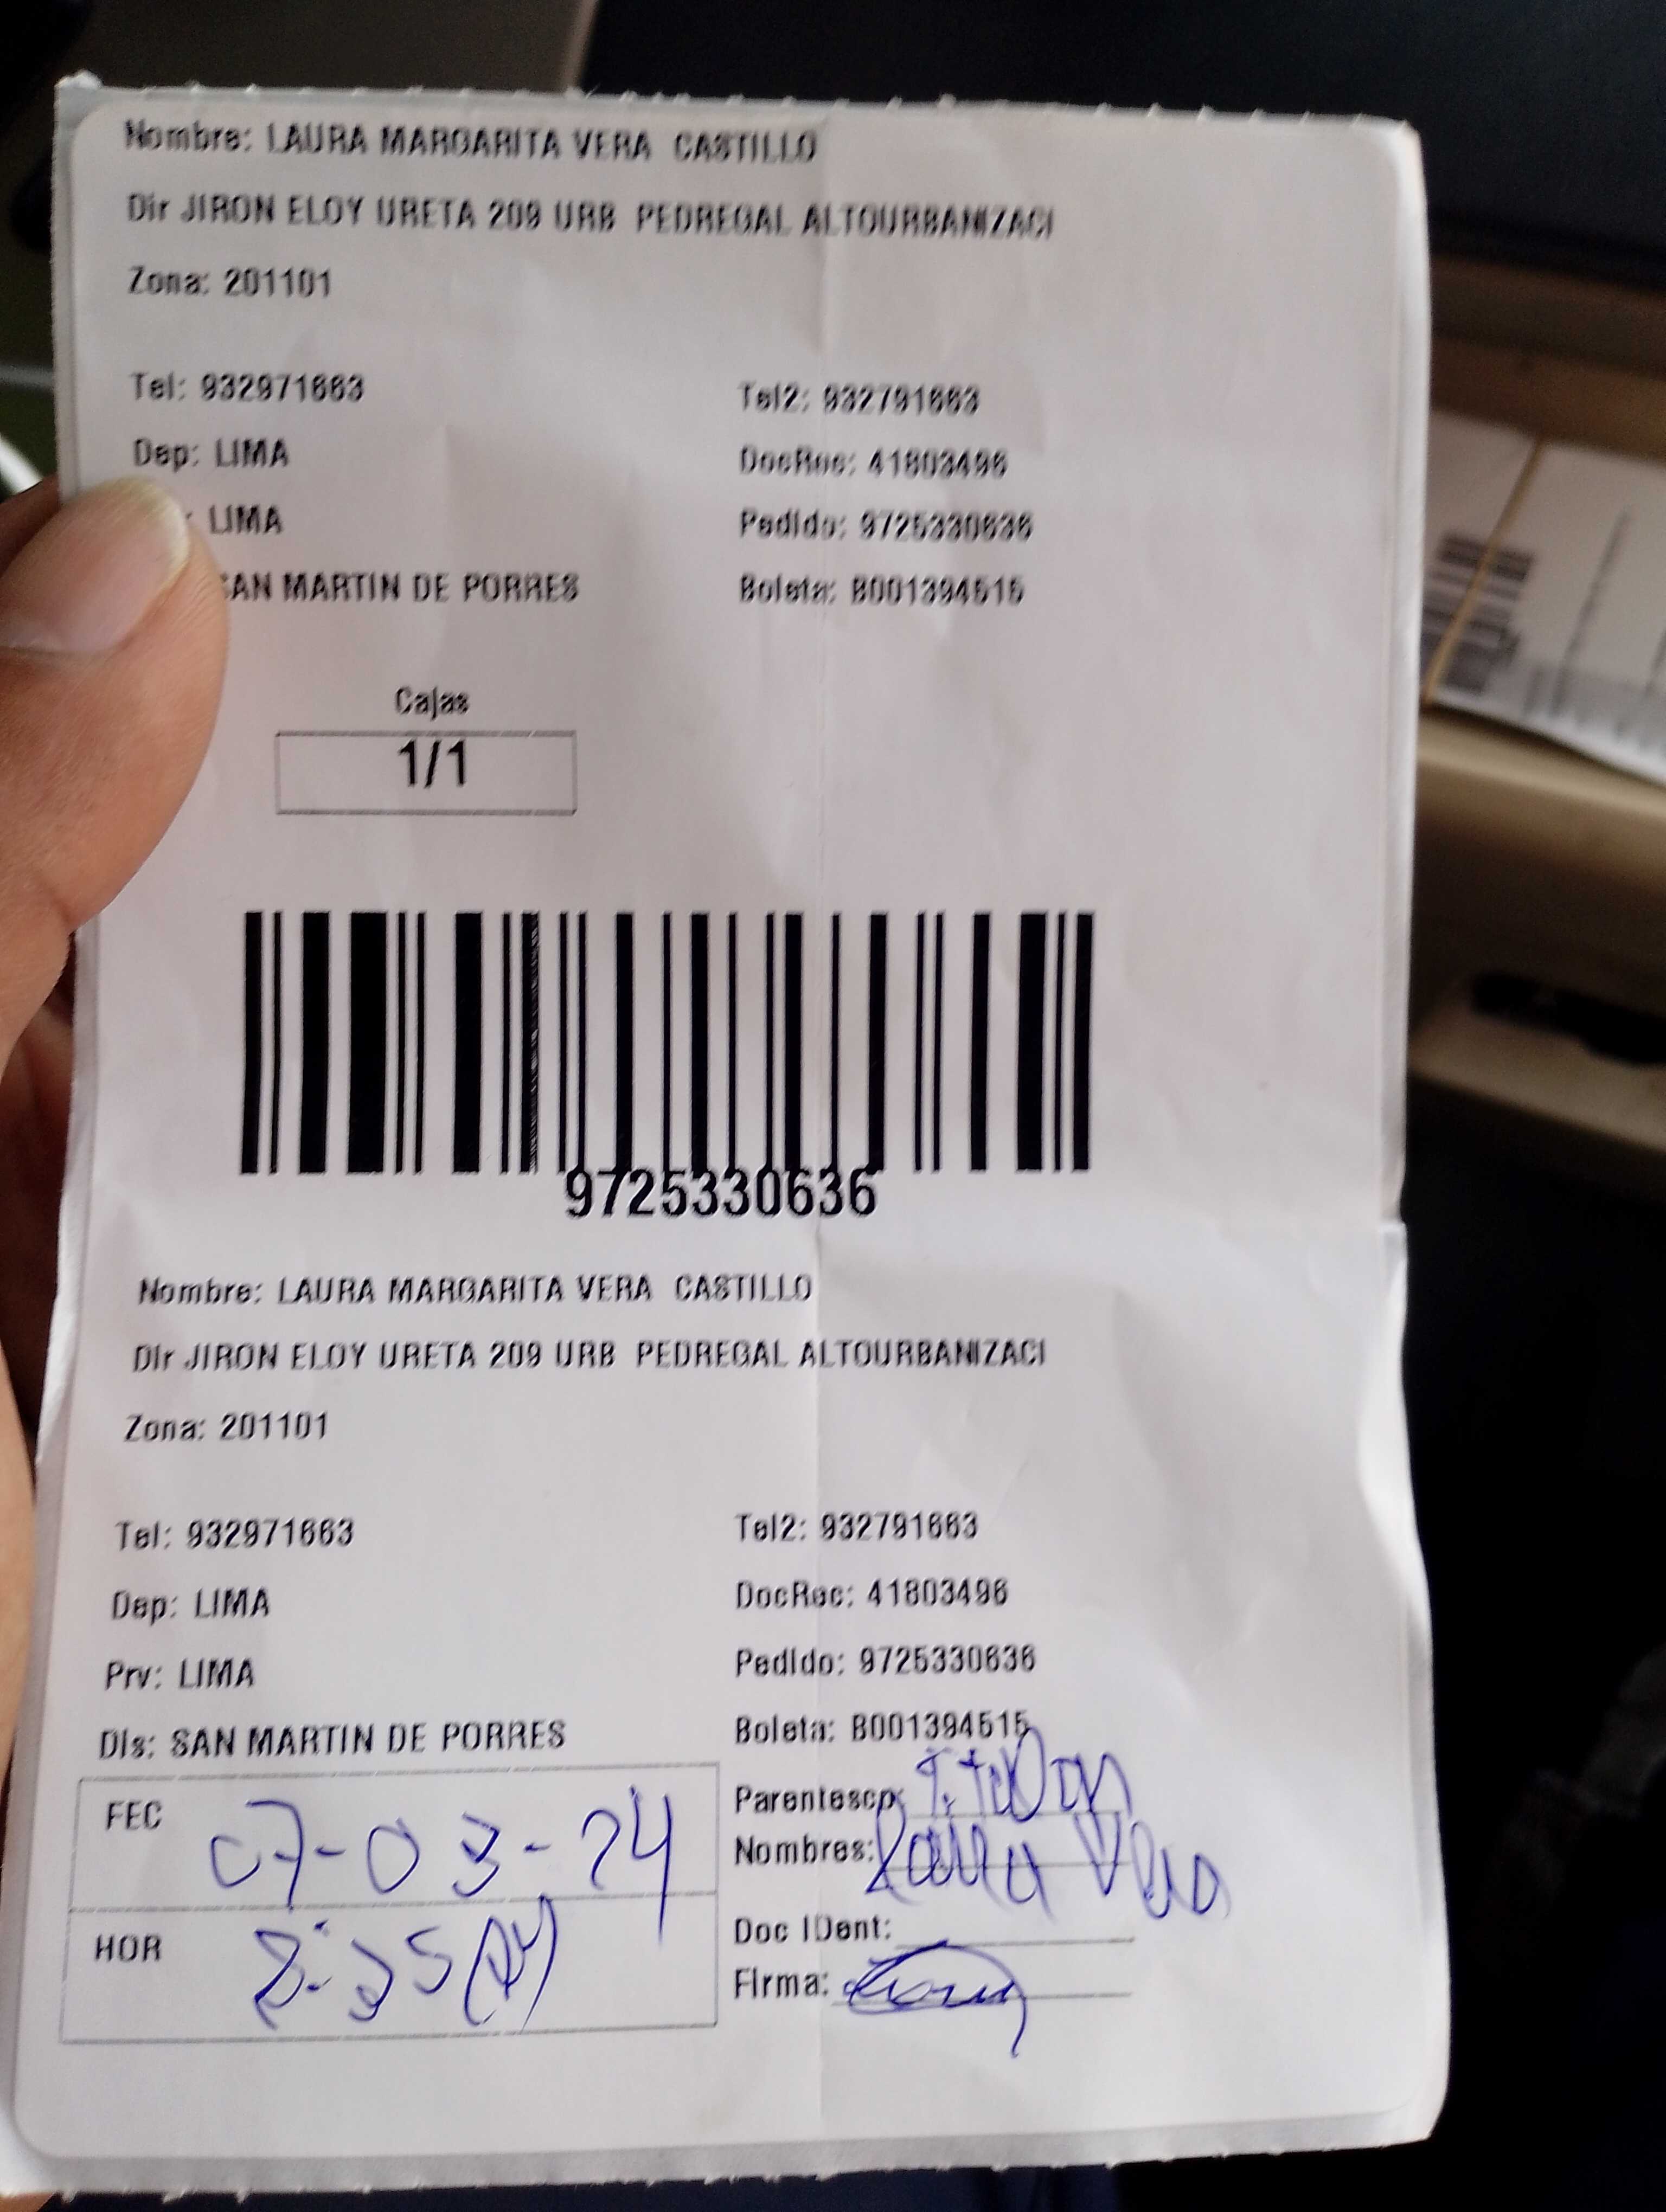 Nombre: LAURA MARGARITA VERA CASTILLO
Dir JIRON ELOY URETA 209 URB PEDREGAL ALTOURBANIZACI
Zona: 201101
Tel: 932971663 Tel2: 932791663
Dep: LIMA DocRec: 41803496
: LIMA Pedido: 9725330636
SAN MARTIN DE PORRES Boleta: B001394515
Cajas
1/1
9725330636
Nombre: LAURA MARGARITA VERA CASTILLO
Dir JIRON ELOY URETA 209 URB PEDREGAL ALTOURBANIZACI
Zona: 201101
Tel: 932971663 Tel2: 932791663
Dep: LIMA DocRec: 41803496
Prv: LIMA Pedido: 9725330636
Dis: SAN MARTIN DE PORRES Boleta: B001394515
FEC 07-03-24
Parentesco:
Nombres: Laura Vera
HOR
Doc IDent:
Firma: